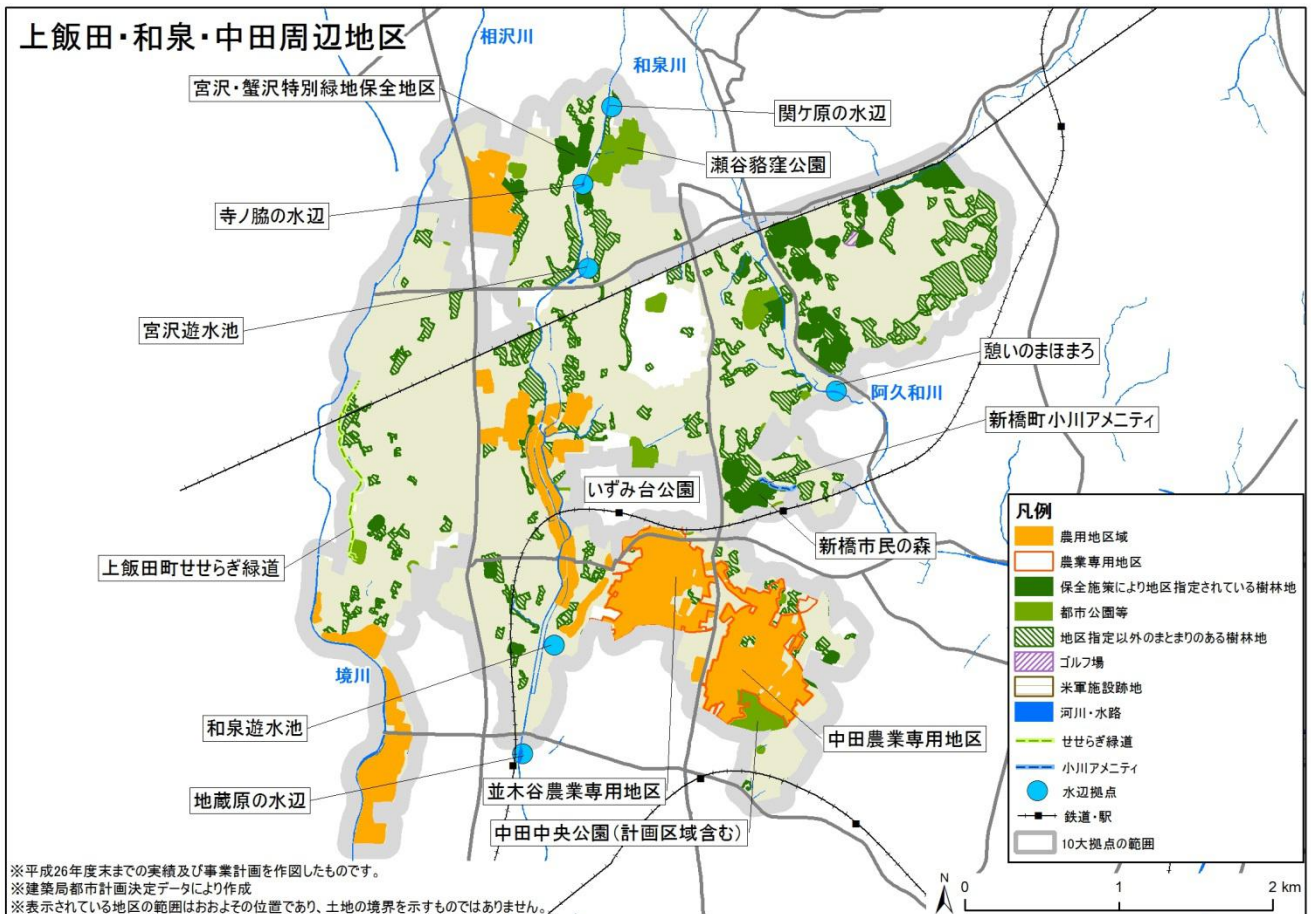 上飯田・和泉・中田周辺地区
相沢川
和泉川
宮沢・蟹沢特別緑地保全地区
関ケ原の水辺
瀬谷貉窪公園
寺ノ脇の水辺
宮沢遊水池
憩いのまほまろ
阿久和川
新橋町小川アメニティ
いずみ台公園
新橋市民の森
上飯田町せせらぎ緑道
境川
和泉遊水池
中田農業専用地区
地蔵原の水辺
並木谷農業専用地区
中田中央公園(計画区域含む)
凡例
農用地区域
農業専用地区
保全施策により地区指定されている樹林地
都市公園等
地区指定以外のまとまりのある樹林地
ゴルフ場
米軍施設跡地
河川・水路
せせらぎ緑道
小川アメニティ
水辺拠点
鉄道・駅
10大拠点の範囲
※平成26年度末までの実績及び事業計画を作図したものです。
※建築局都市計画決定データにより作成
※表示されている地区の範囲はおおよその位置であり、土地の境界を示すものではありません。
N
0 1 2 km